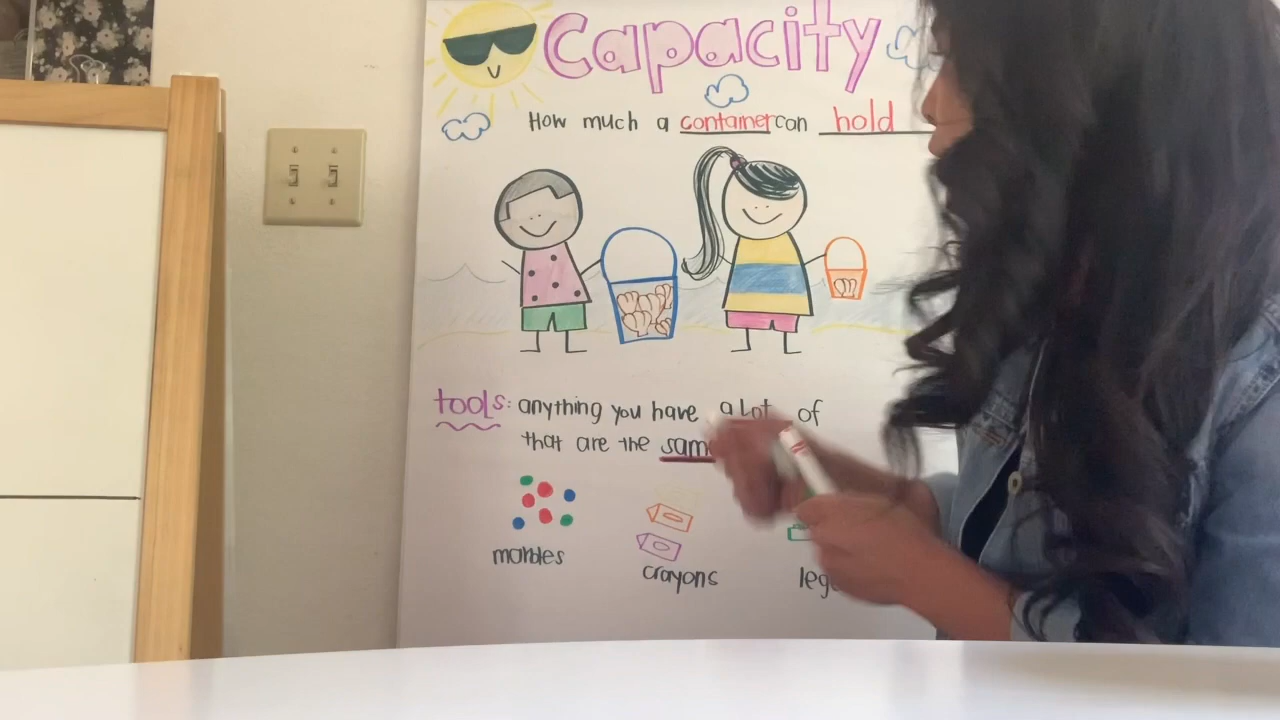 Capacity
How much a container can hold
tools: anything you have a lot of
that are the
marbles
crayons